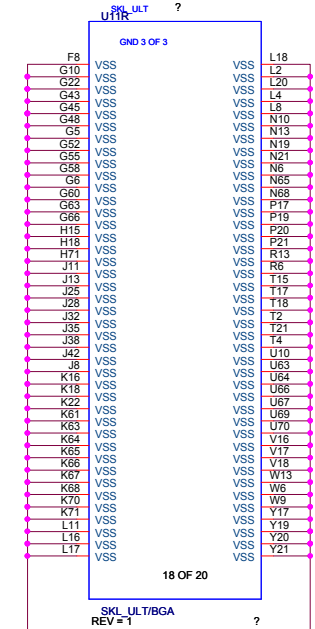 SKL_ULT ?
U11R
GND 3 OF 3
F8 VSS VSS L18
G10 VSS VSS L2
G22 VSS VSS L20
G43 VSS VSS L4
G45 VSS VSS L8
G48 VSS VSS N10
G5 VSS VSS N13
G52 VSS VSS N19
G55 VSS VSS N21
G58 VSS VSS N6
G6 VSS VSS N65
G60 VSS VSS N68
G63 VSS VSS P17
G66 VSS VSS P19
H15 VSS VSS P20
H18 VSS VSS P21
H71 VSS VSS R13
J11 VSS VSS R6
J13 VSS VSS T15
J25 VSS VSS T17
J28 VSS VSS T18
J32 VSS VSS T2
J35 VSS VSS T21
J38 VSS VSS T4
J42 VSS VSS U10
J8 VSS VSS U63
K16 VSS VSS U64
K18 VSS VSS U66
K22 VSS VSS U67
K61 VSS VSS U69
K63 VSS VSS U70
K64 VSS VSS V16
K65 VSS VSS V17
K66 VSS VSS V18
K67 VSS VSS W13
K68 VSS VSS W6
K70 VSS VSS W9
K71 VSS VSS Y17
L11 VSS VSS Y19
L16 VSS VSS Y20
L17 VSS VSS Y21
18 OF 20
SKL_ULT/BGA
REV = 1 ?